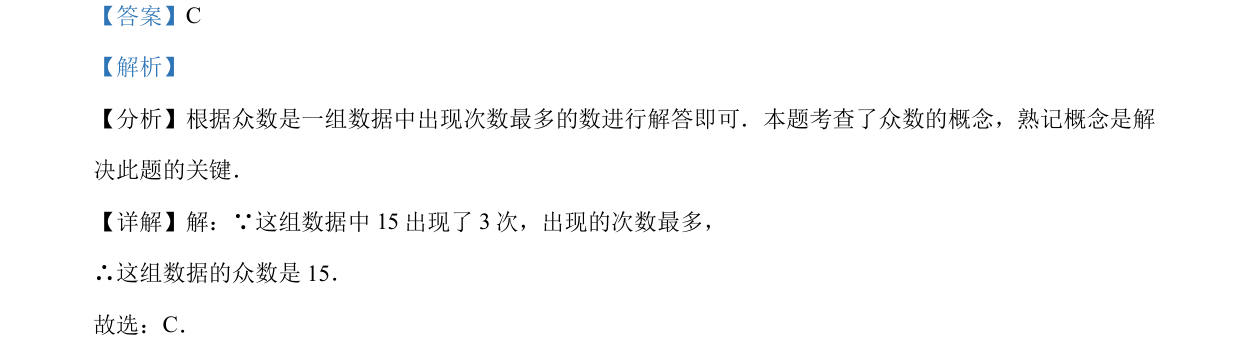 【答案】C
【解析】
【分析】根据众数是一组数据中出现次数最多的数进行解答即可．本题考查了众数的概念，熟记概念是解
决此题的关键．
【详解】解：∵这组数据中 15 出现了 3 次，出现的次数最多，
∴这组数据的众数是 15．
故选：C．